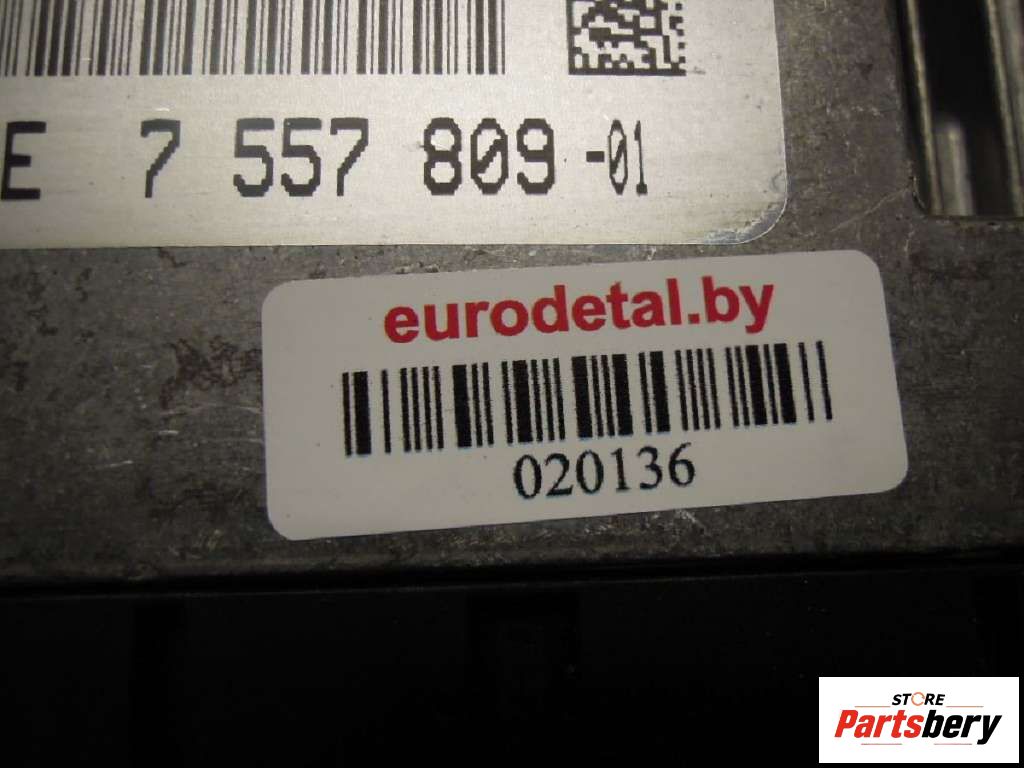 E 7 557 809 -01
eurodetal.by
020136
STORE
Partsbery